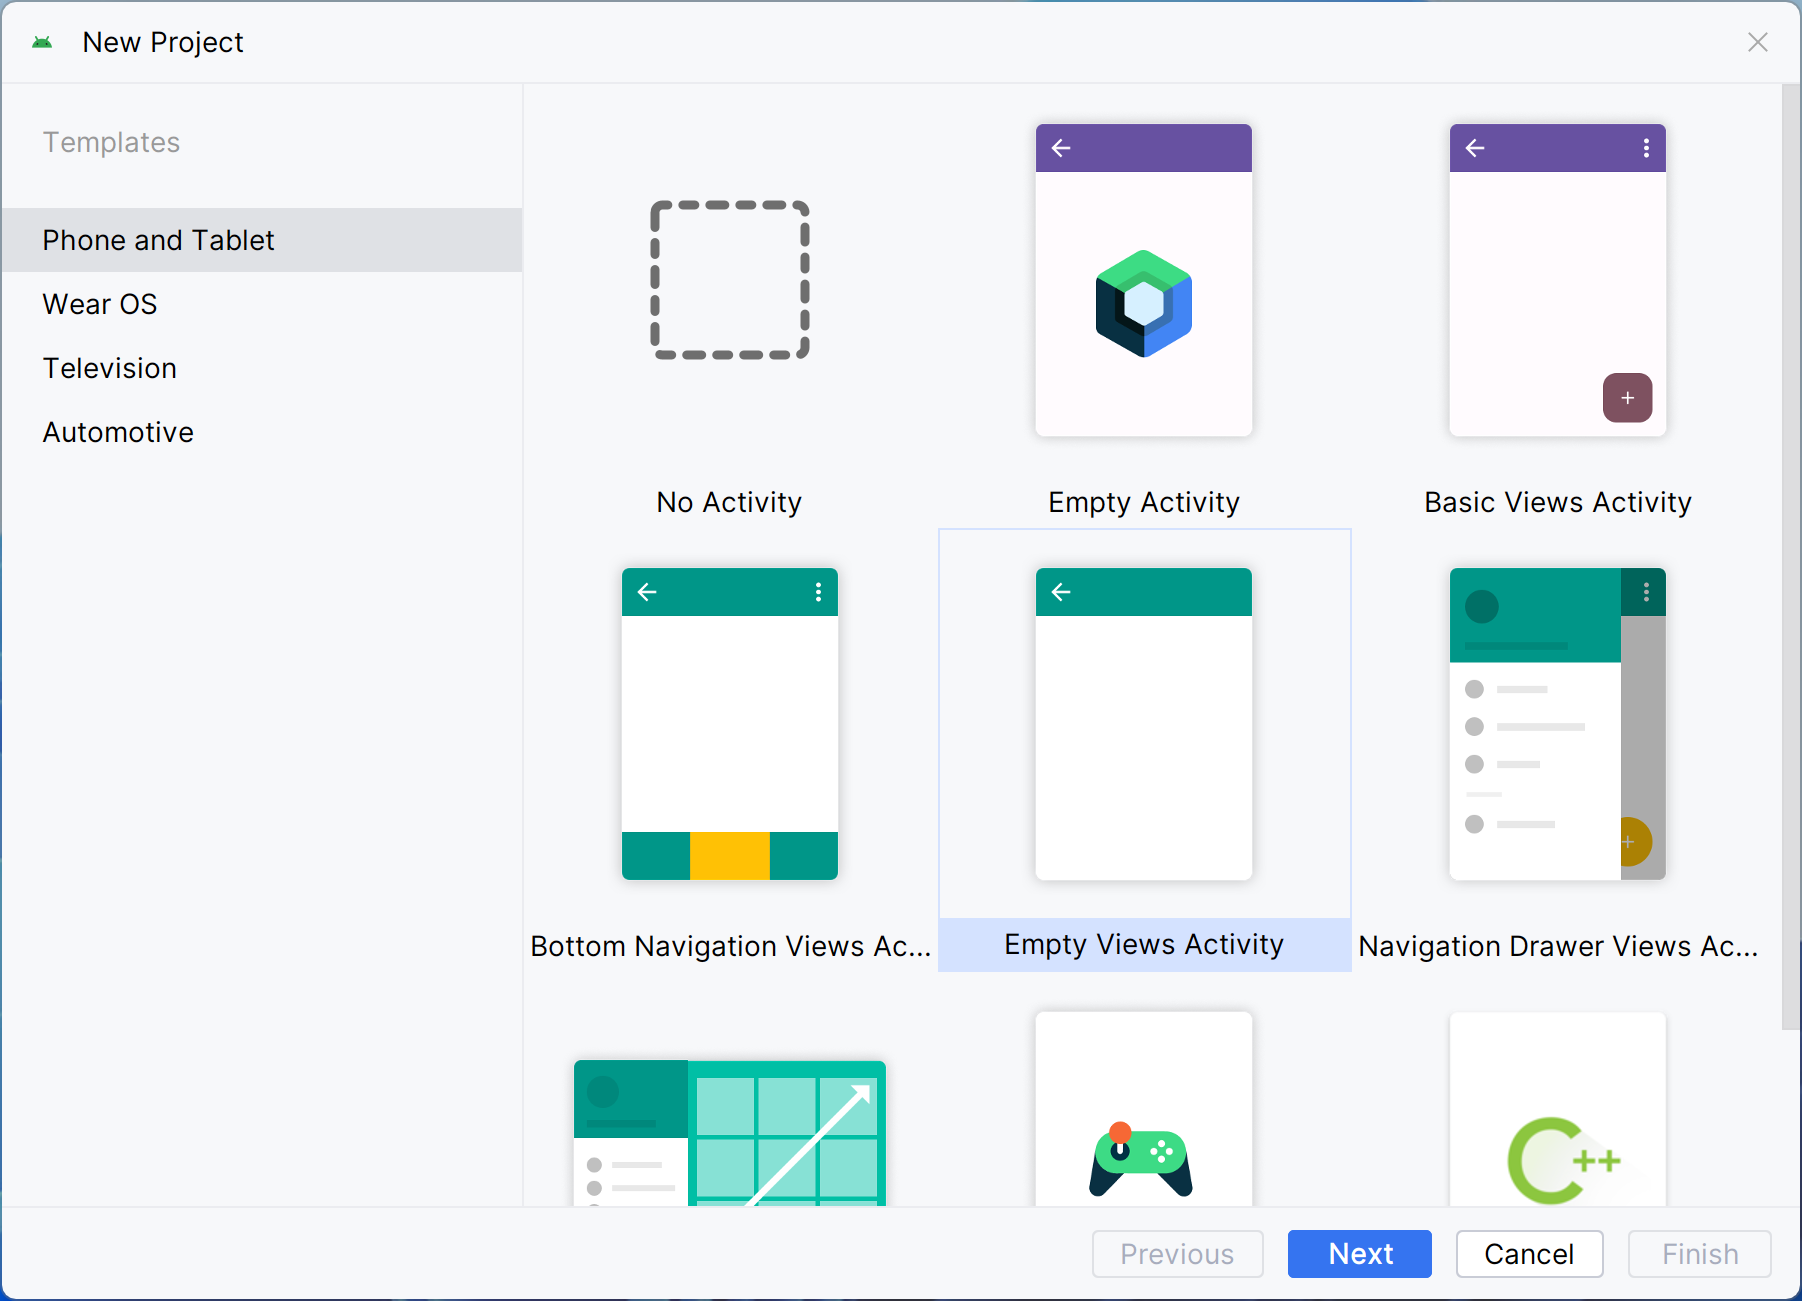 New Project
Templates
Phone and Tablet
Wear OS
Television
Automotive
No Activity
Empty Activity
Basic Views Activity
Bottom Navigation Views Ac...
Empty Views Activity
Navigation Drawer Views Ac...
C++
Previous
Next
Cancel
Finish